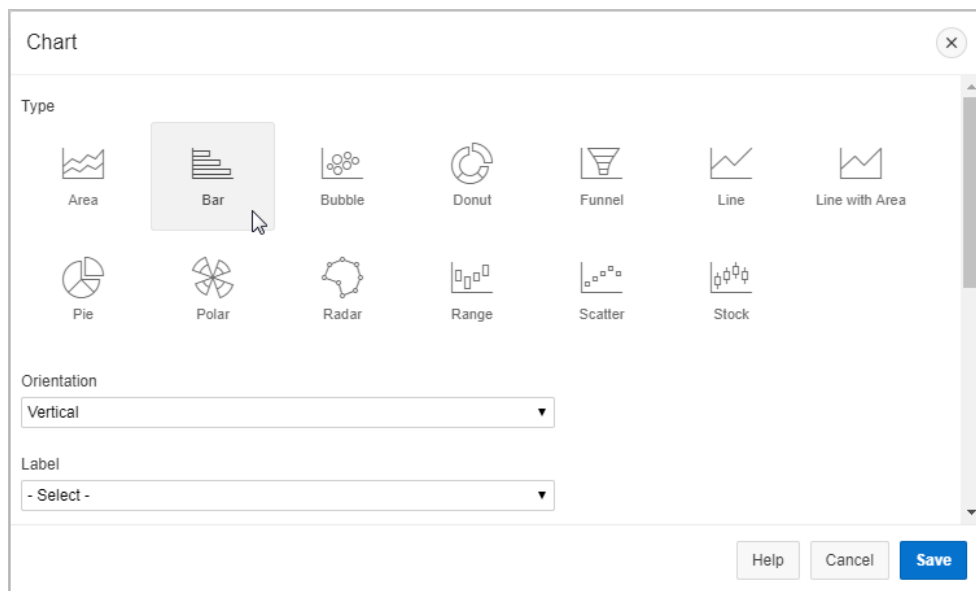 Chart
Type
Area Bar Bubble Donut Funnel Line Line with Area
Pie Polar Radar Range Scatter Stock
Orientation
Vertical
Label
- Select -
Help Cancel Save